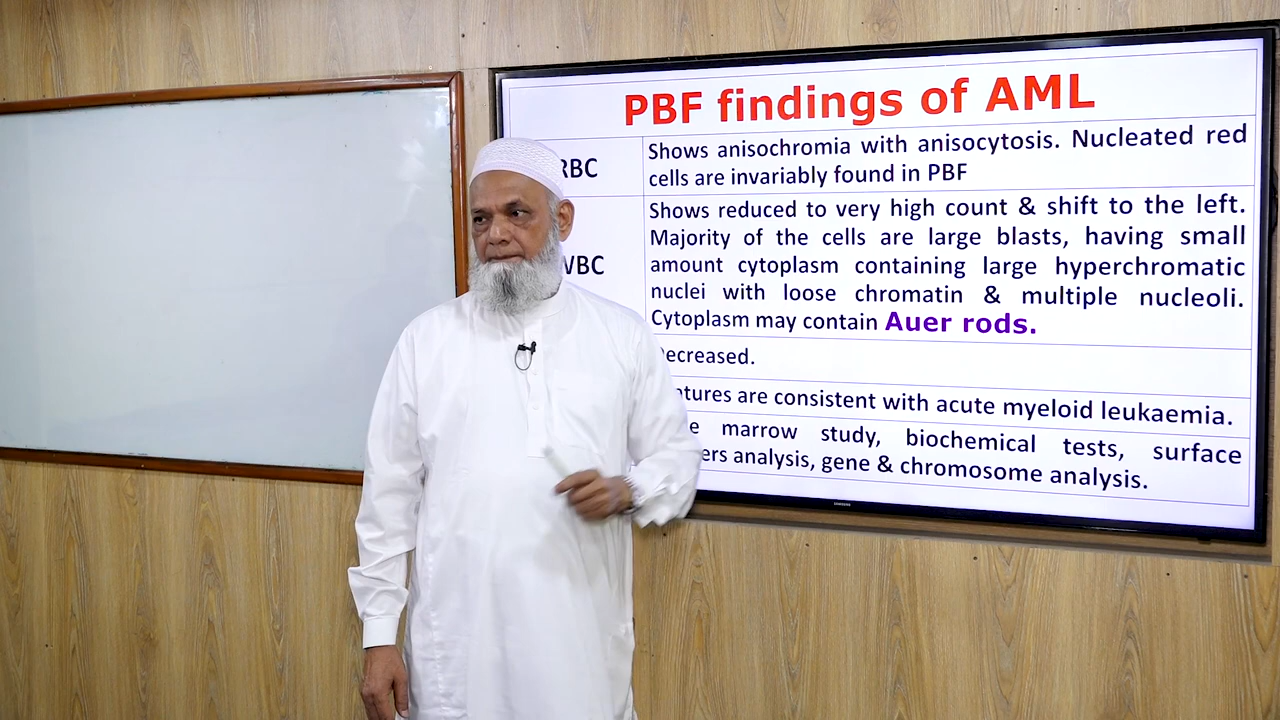 PBF findings of AML
RBC
Shows anisochromia with anisocytosis. Nucleated red
cells are invariably found in PBF
WBC
Shows reduced to very high count & shift to the left.
Majority of the cells are large blasts, having small
amount cytoplasm containing large hyperchromatic
nuclei with loose chromatin & multiple nucleoli.
Cytoplasm may contain Auer rods.
Decreased.
are consistent with acute myeloid leukaemia.
marrow study, biochemical tests, surface
analysis, gene & chromosome analysis.
SAMSUNG